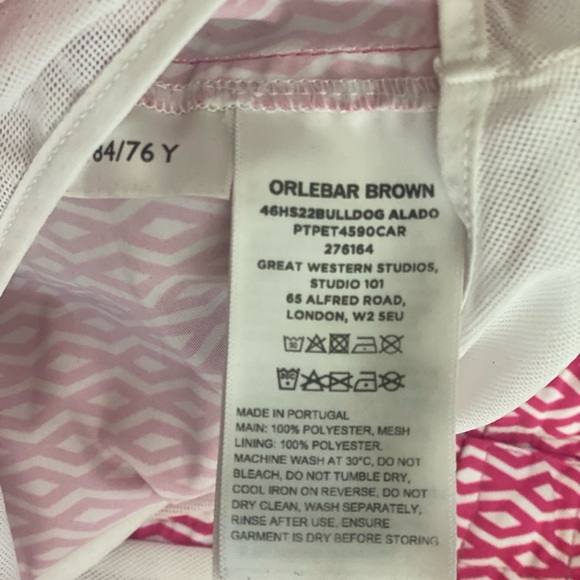 84/76 Y
ORLEBAR BROWN
46HS22BULLDOG ALADO
PTPET4590CAR
276164
GREAT WESTERN STUDIOS,
STUDIO 101
65 ALFRED ROAD,
LONDON, W2 5EU
MADE IN PORTUGAL
MAIN: 100% POLYESTER, MESH
LINING: 100% POLYESTER.
MACHINE WASH AT 30°C, DO NOT
BLEACH, DO NOT TUMBLE DRY,
COOL IRON ON REVERSE, DO NOT
DRY CLEAN, WASH SEPARATELY,
RINSE AFTER USE, ENSURE
GARMENT IS DRY BEFORE STORING